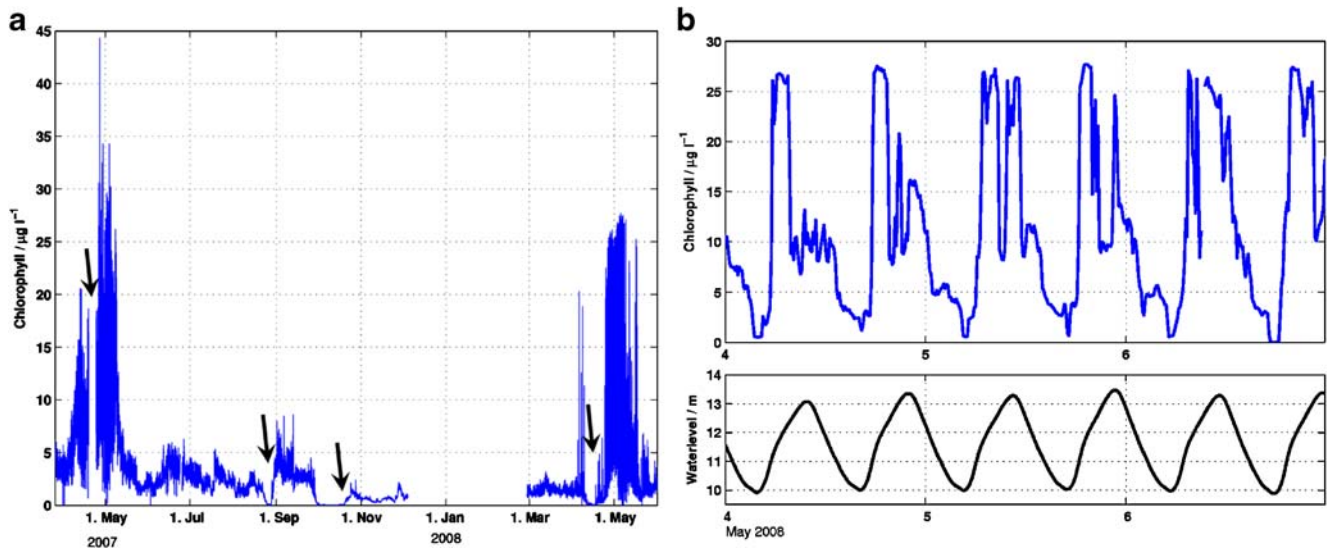 a
45
40
35
30
25
20
15
10
5
0
Chlorophyll / µg l⁻¹
1. May 1. Jul 1. Sep 1. Nov 1. Jan 1. Mar 1. May
2007 2008
b
30
25
20
15
10
5
0
Chlorophyll / µg l⁻¹
4 5 6
14
13
12
11
10
Waterlevel / m
4 5 6
May 2008